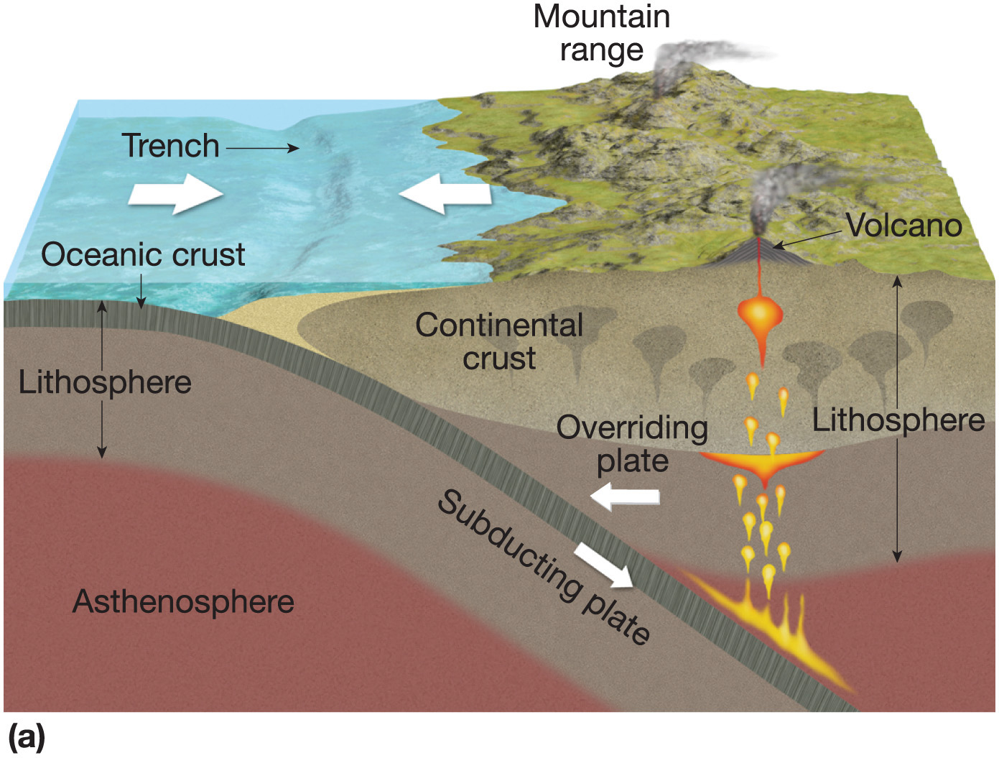 Mountain
range
Trench
Volcano
Oceanic crust
Continental
crust
Lithosphere
Overriding
plate
Lithosphere
Subducting plate
Asthenosphere
(a)